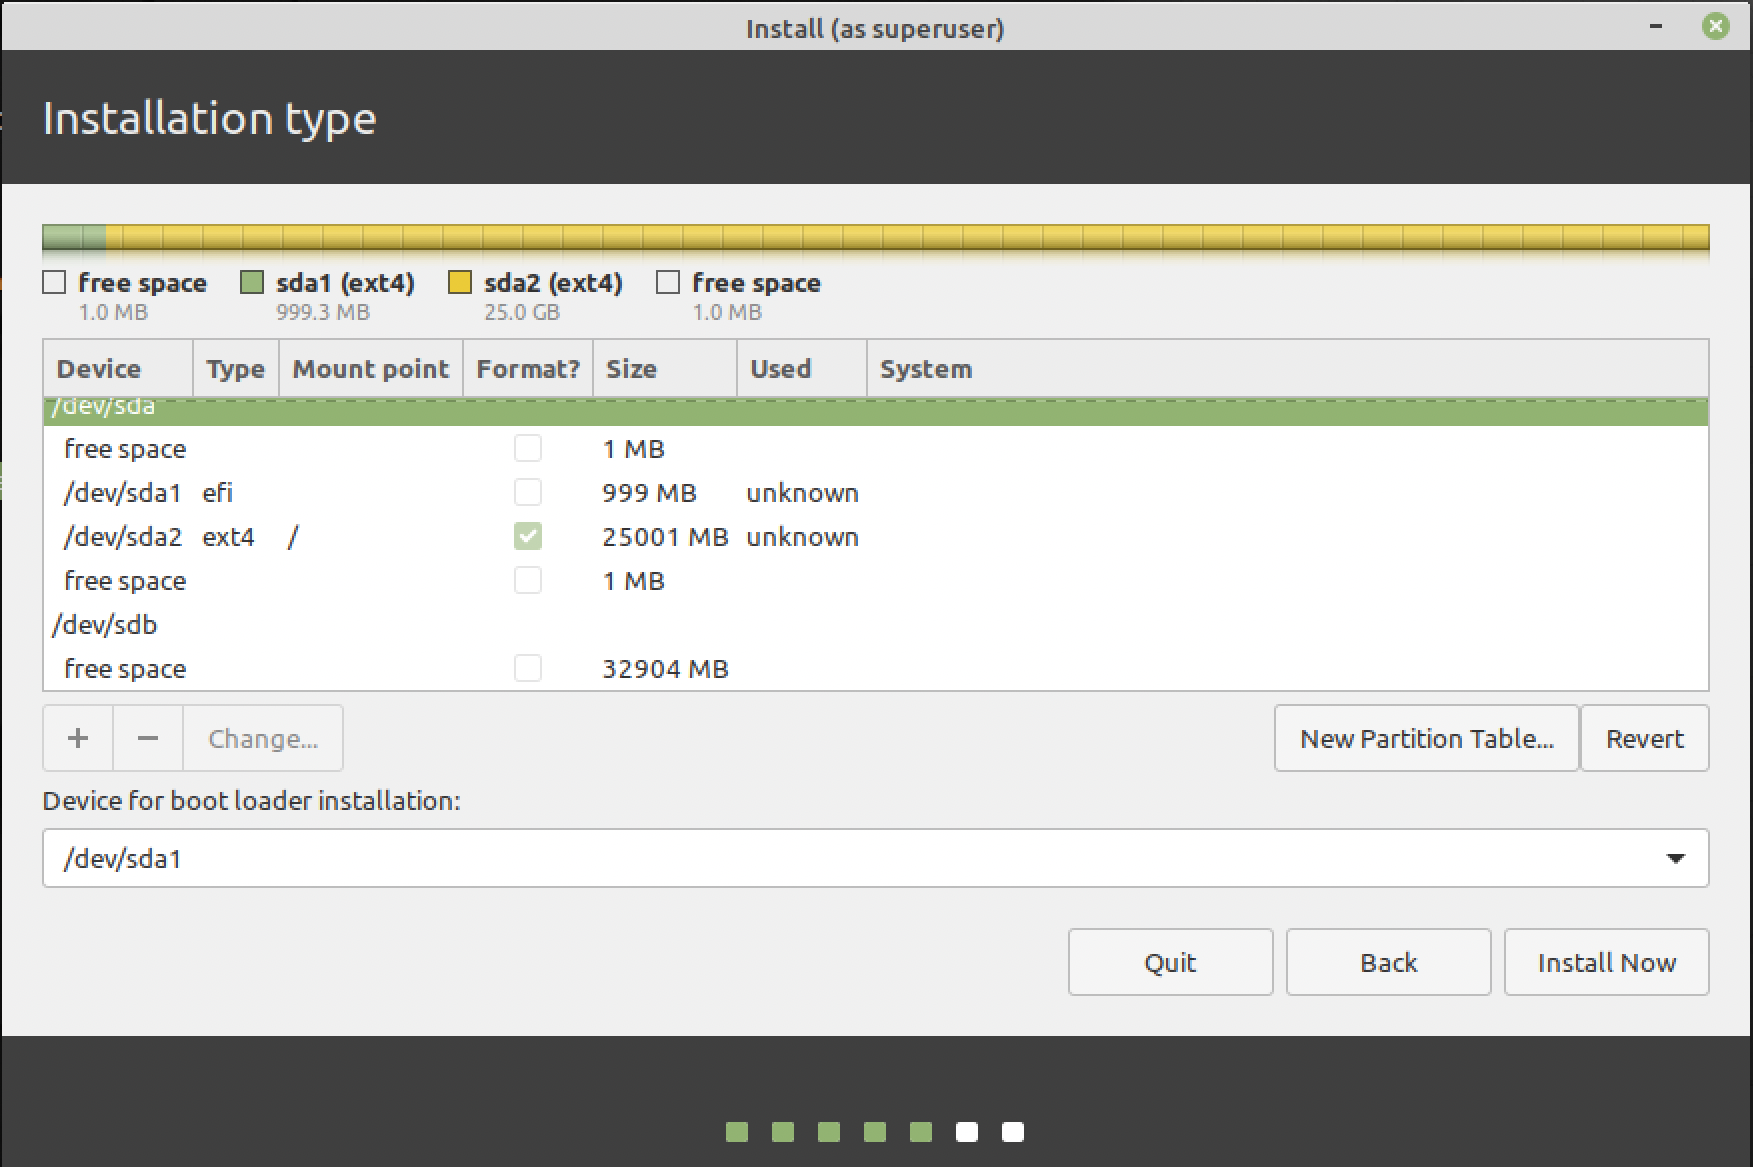 Install (as superuser)
Installation type
free space sda1 (ext4) sda2 (ext4) free space
1.0 MB 999.3 MB 25.0 GB 1.0 MB
Device Type Mount point Format? Size Used System
/dev/sda
free space 1 MB
/dev/sda1 efi 999 MB unknown
/dev/sda2 ext4 / 25001 MB unknown
free space 1 MB
/dev/sdb
free space 32904 MB
+ − Change... New Partition Table... Revert
Device for boot loader installation:
/dev/sda1
Quit Back Install Now